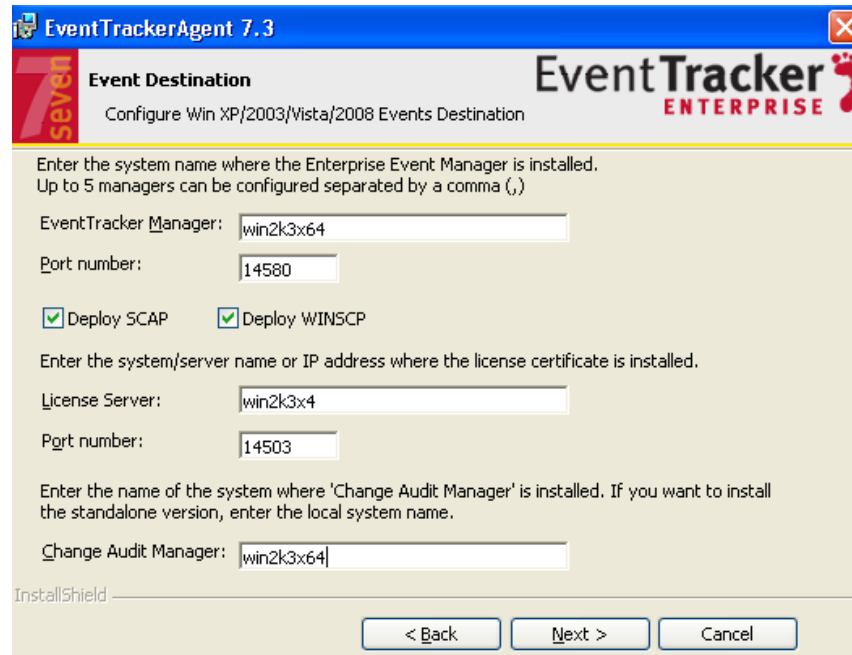 EventTrackerAgent 7.3
7
seven
Event Destination
Configure Win XP/2003/Vista/2008 Events Destination
EventTracker 7
ENTERPRISE
Enter the system name where the Enterprise Event Manager is installed.
Up to 5 managers can be configured separated by a comma (,)
EventTracker Manager: win2k3x64
Port number: 14580
Deploy SCAP Deploy WINSCP
Enter the system/server name or IP address where the license certificate is installed.
License Server: win2k3x4
Port number: 14503
Enter the name of the system where 'Change Audit Manager' is installed. If you want to install
the standalone version, enter the local system name.
Change Audit Manager: win2k3x64
InstallShield
< Back Next > Cancel